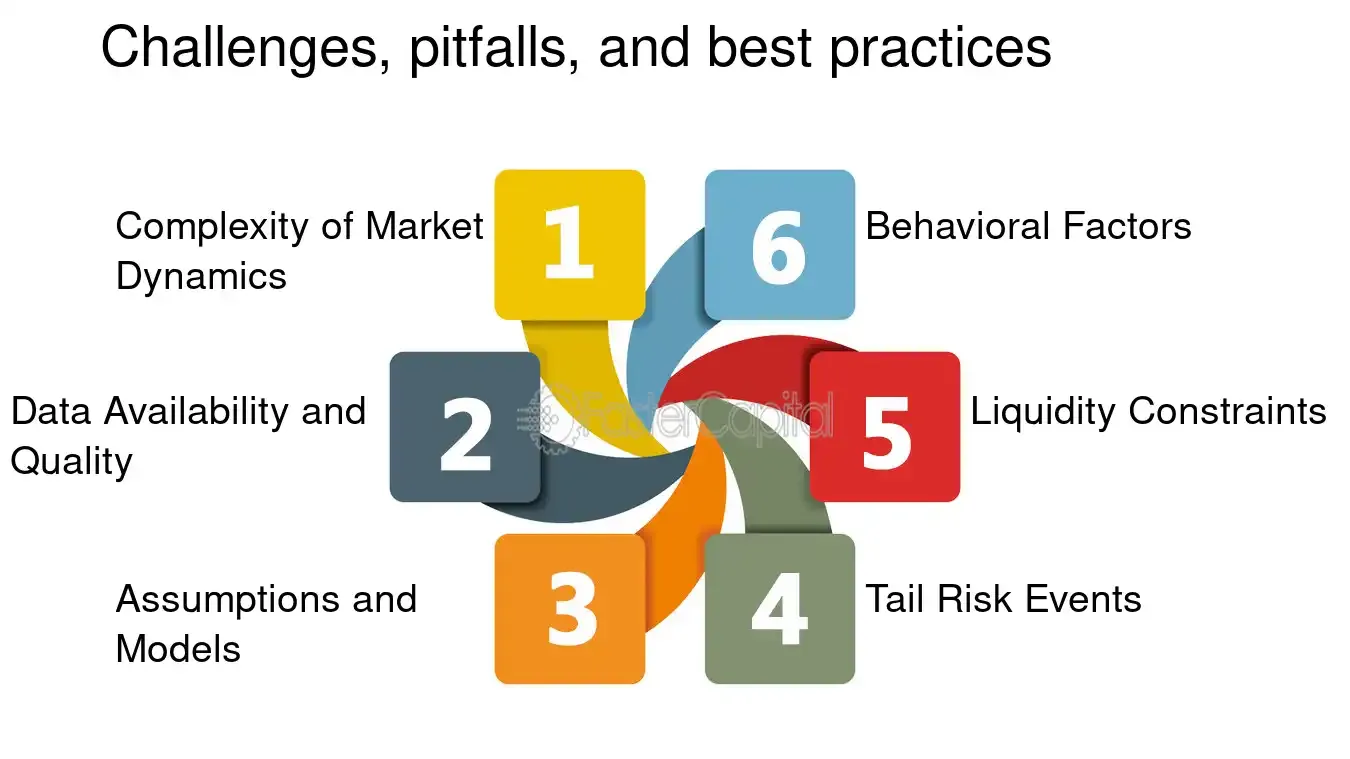 Challenges, pitfalls, and best practices
1
Complexity of Market
Dynamics
2
Data Availability and
Quality
3
Assumptions and
Models
4
Tail Risk Events
5
Liquidity Constraints
6
Behavioral Factors
FasterCapital